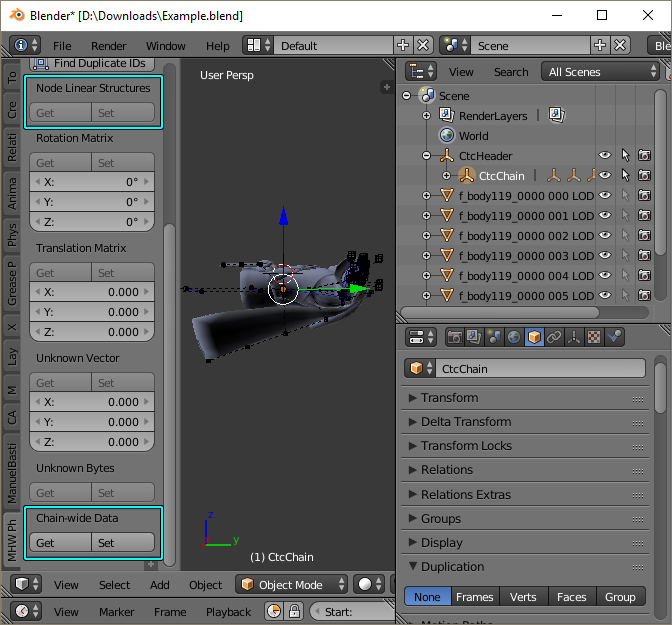 Blender* [D:\Downloads\Example.blend]
File Render Window Help Default Scene Ble
To
Cre
Relati
Anima
Phys
Grease P
X
Lay
M
CA
ManuelBasti
MHW Ph
Find Duplicate IDs
Node Linear Structures
Get Set
Rotation Matrix
Get Set
X: 0°
Y: 0°
Z: 0°
Translation Matrix
Get Set
X: 0.000
Y: 0.000
Z: 0.000
Unknown Vector
Get Set
X: 0.000
Y: 0.000
Z: 0.000
Unknown Bytes
Get Set
Chain-wide Data
Get Set
User Persp
z
y
(1) CtcChain
View Select Add Object Object Mode
View Marker Frame Playback Start:
View Search All Scenes
Scene
RenderLayers
World
CtcHeader
CtcChain
f_body119_0000 000 LOD
f_body119_0000 001 LOD
f_body119_0000 002 LOD
f_body119_0000 003 LOD
f_body119_0000 004 LOD
f_body119_0000 005 LOD
CtcChain
Transform
Delta Transform
Transform Locks
Relations
Relations Extras
Groups
Display
Duplication
None Frames Verts Faces Group
Motion Paths